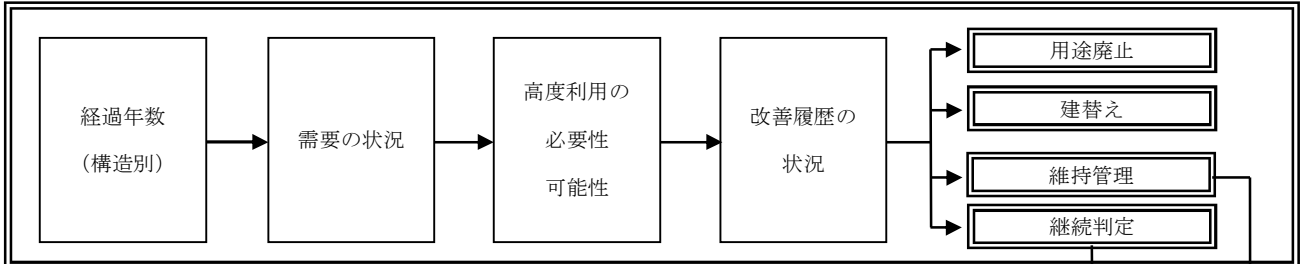 経過年数
（構造別）
需要の状況
高度利用の
必要性
可能性
改善履歴の
状況
用途廃止
建替え
維持管理
継続判定